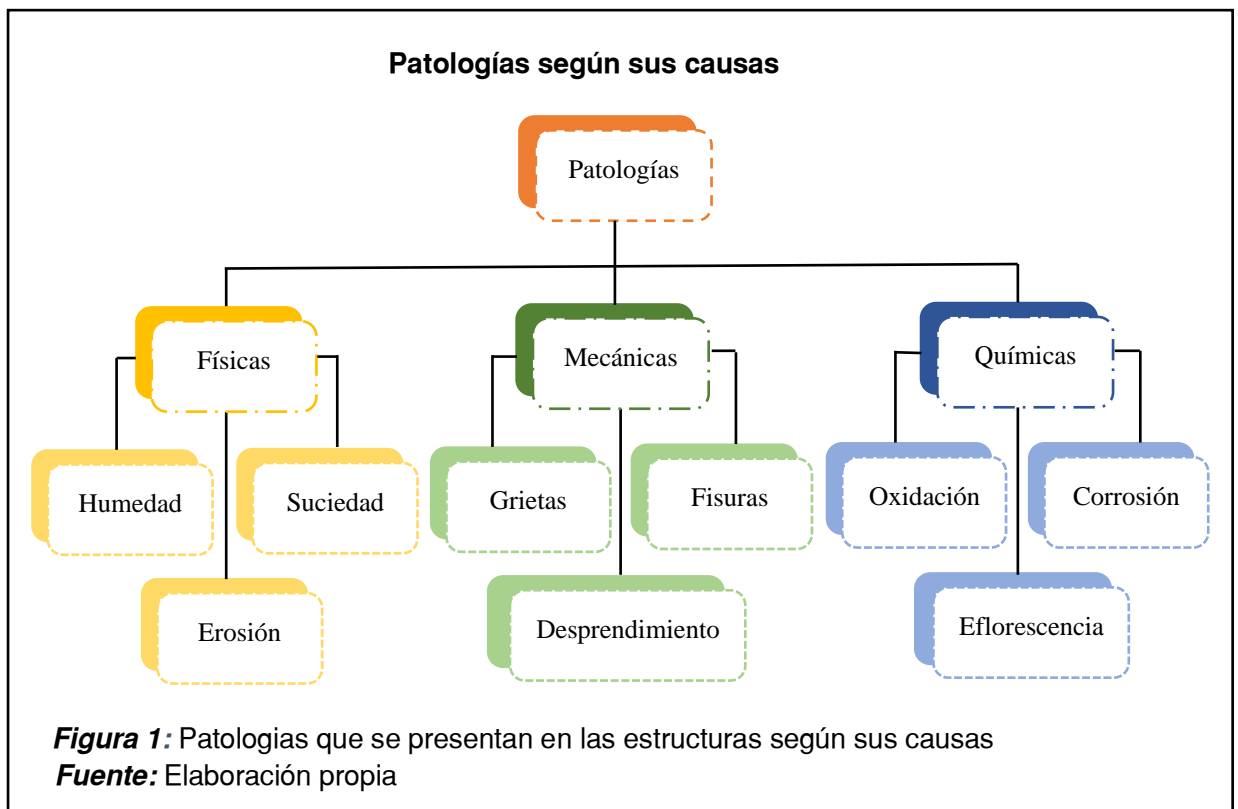 Patologías según sus causas
Patologías
Físicas
Mecánicas
Químicas
Humedad
Suciedad
Grietas
Fisuras
Oxidación
Corrosión
Erosión
Desprendimiento
Eflorescencia
Figura 1: Patologias que se presentan en las estructuras según sus causas
Fuente: Elaboración propia